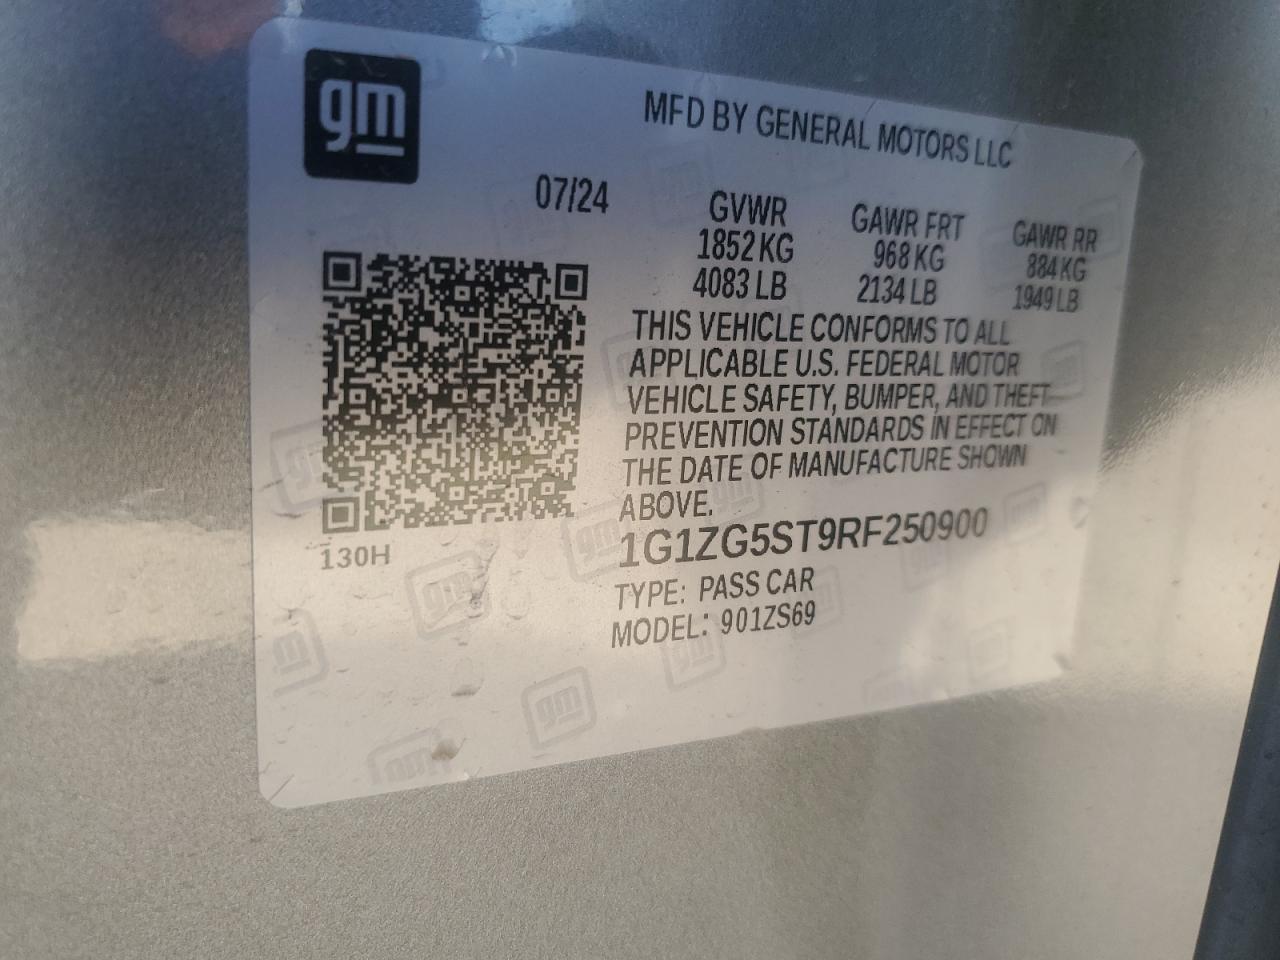 gm
MFD BY GENERAL MOTORS LLC
07/24
GVWR
1852 KG
4083 LB
GAWR FRT
968 KG
2134 LB
GAWR RR
884 KG
1949 LB
THIS VEHICLE CONFORMS TO ALL
APPLICABLE U.S. FEDERAL MOTOR
VEHICLE SAFETY, BUMPER, AND THEFT
PREVENTION STANDARDS IN EFFECT ON
THE DATE OF MANUFACTURE SHOWN
ABOVE.
130H
1G1ZG5ST9RF250900
TYPE: PASS CAR
MODEL: 901ZS69